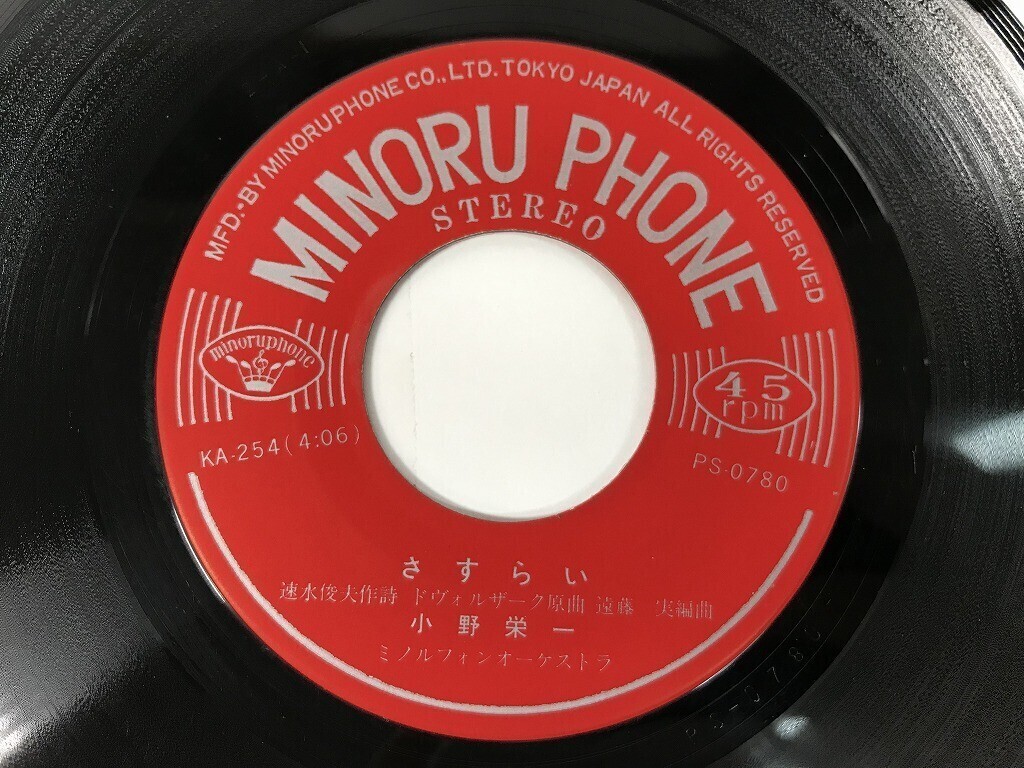 MFD.-BY MINORUPHONE CO., LTD. TOKYO JAPAN ALL RIGHTS RESERVED
MINORU PHONE
STEREO
minoruphone
45
rpm
KA-254(4:06)
PS-0780
さすらい
速水俊夫作詩 ドヴォルザーク原曲 遠藤 実編曲
小野栄一
ミノルフォンオーケストラ
PS-0780